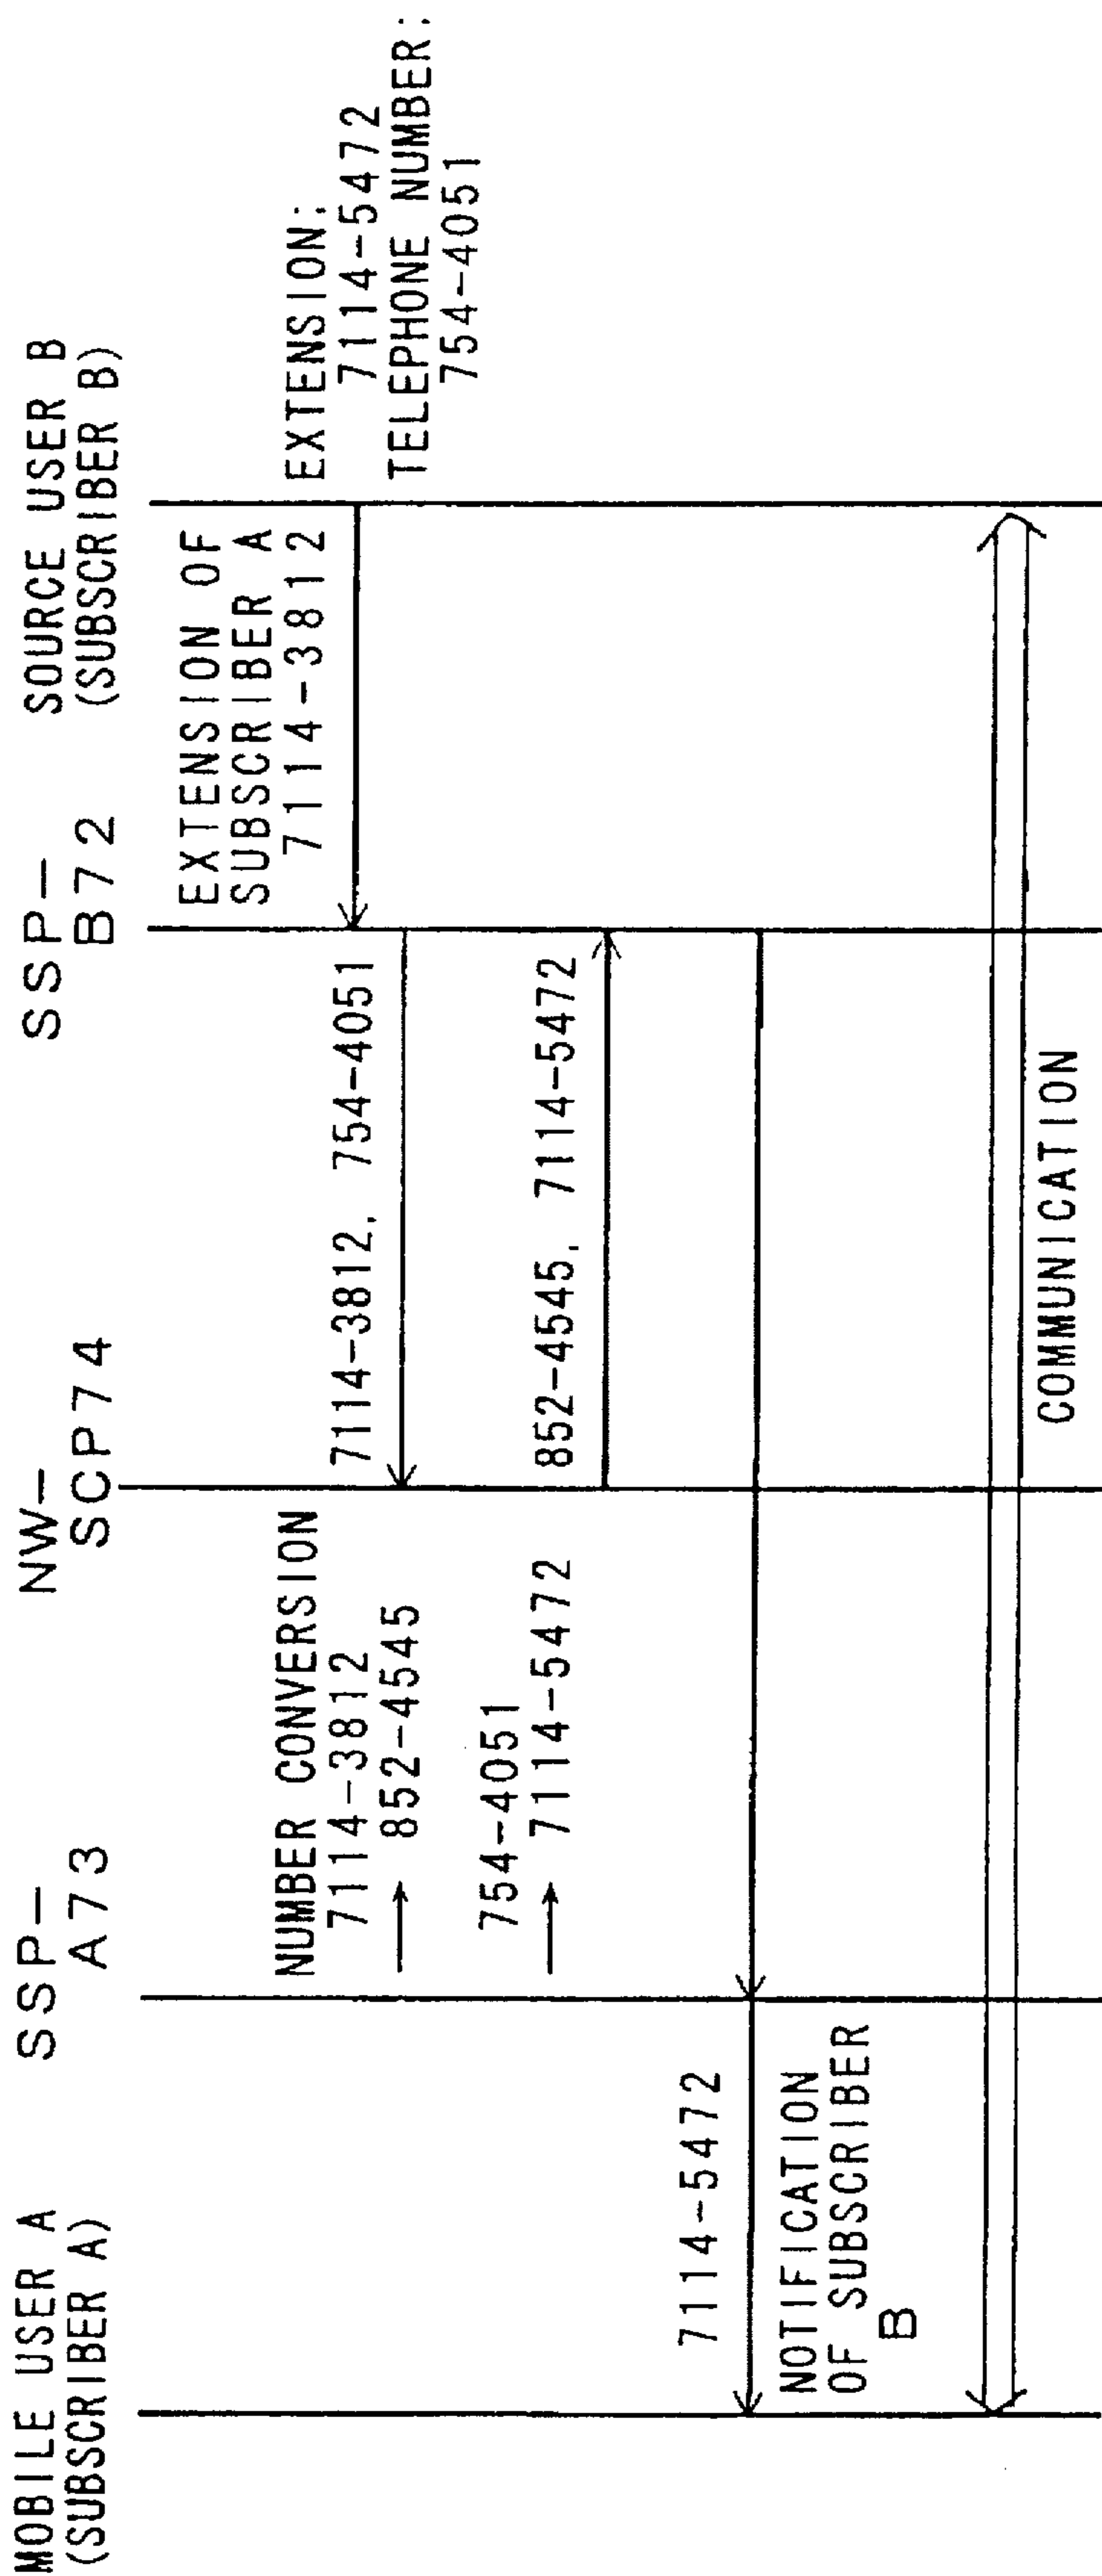 MOBILE USER A
(SUBSCRIBER A)
SSP-
A73
NW-
SCP74
SSP-
B72
SOURCE USER B
(SUBSCRIBER B)
EXTENSION OF
SUBSCRIBER A
7114-3812
EXTENSION:
7114-5472
TELEPHONE NUMBER:
754-4051
7114-3812, 754-4051
NUMBER CONVERSION
7114-3812
→ 852-4545
754-4051
→ 7114-5472
852-4545, 7114-5472
7114-5472
NOTIFICATION
OF SUBSCRIBER
B
COMMUNICATION